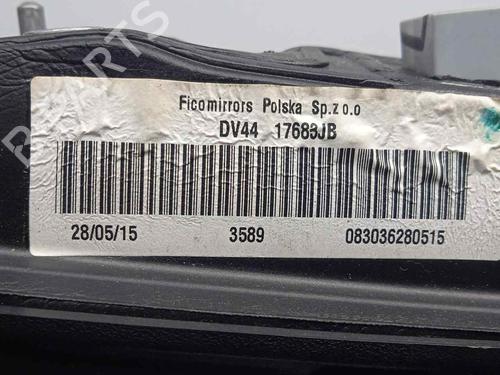 Ficomirrors Polska Sp.z o.o
DV44 17683JB
28/05/15 3589 083036280515